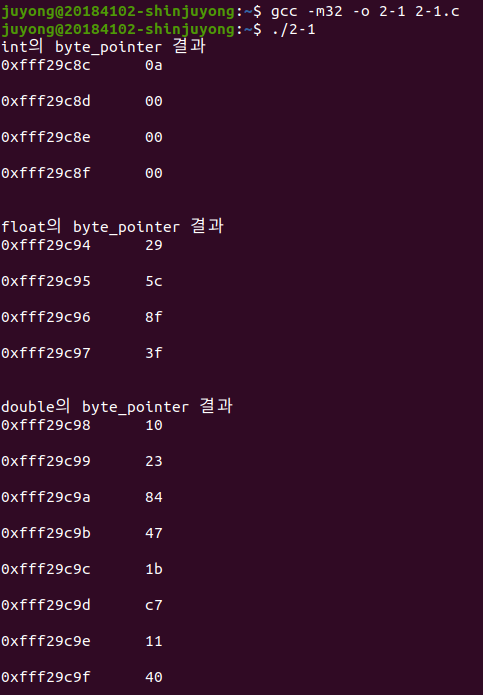 juyong@20184102-shinjuyong:~$ gcc -m32 -o 2-1 2-1.c
juyong@20184102-shinjuyong:~$ ./2-1
int의 byte_pointer 결과
0xfff29c8c 0a
0xfff29c8d 00
0xfff29c8e 00
0xfff29c8f 00
float의 byte_pointer 결과
0xfff29c94 29
0xfff29c95 5c
0xfff29c96 8f
0xfff29c97 3f
double의 byte_pointer 결과
0xfff29c98 10
0xfff29c99 23
0xfff29c9a 84
0xfff29c9b 47
0xfff29c9c 1b
0xfff29c9d c7
0xfff29c9e 11
0xfff29c9f 40